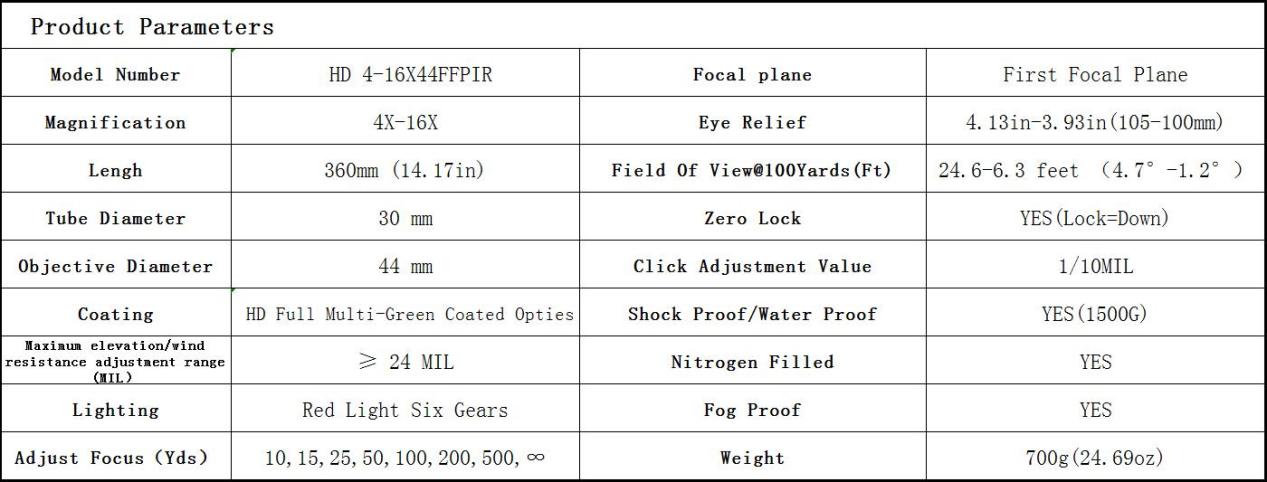 Product Parameters
Model Number HD 4-16X44FFPIR Focal plane First Focal Plane
Magnification 4X-16X Eye Relief 4.13in-3.93in(105-100mm)
Lengh 360mm (14.17in) Field Of View@100Yards(Ft) 24.6-6.3 feet （4.7°-1.2°）
Tube Diameter 30 mm Zero Lock YES(Lock=Down)
Objective Diameter 44 mm Click Adjustment Value 1/10MIL
Coating HD Full Multi-Green Coated Opties Shock Proof/Water Proof YES(1500G)
Maximum elevation/wind
resistance adjustment range
(MIL) ≥ 24 MIL Nitrogen Filled YES
Lighting Red Light Six Gears Fog Proof YES
Adjust Focus（Yds） 10,15,25,50,100,200,500,∞ Weight 700g(24.69oz)